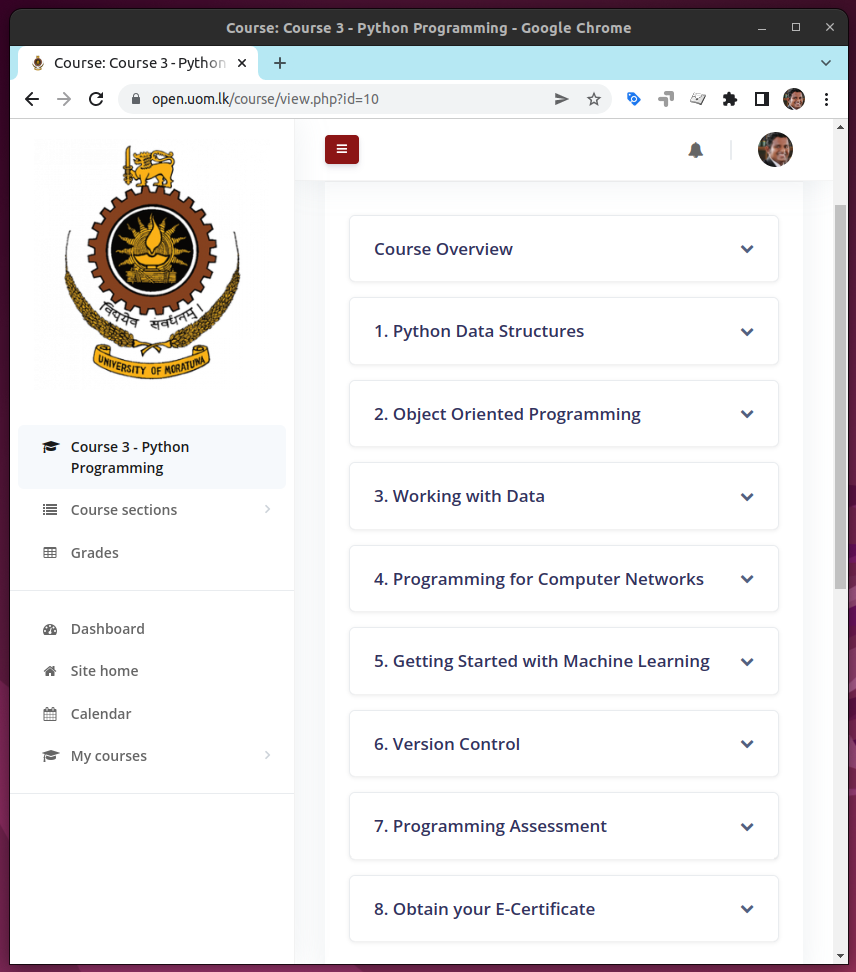 Course: Course 3 - Python Programming - Google Chrome
Course: Course 3 - Python
open.uom.lk/course/view.php?id=10
विद्ययैव संवर्धनम्।
UNIVERSITY OF MORATUWA
Course 3 - Python
Programming
Course sections
Grades
Dashboard
Site home
Calendar
My courses
Course Overview
1. Python Data Structures
2. Object Oriented Programming
3. Working with Data
4. Programming for Computer Networks
5. Getting Started with Machine Learning
6. Version Control
7. Programming Assessment
8. Obtain your E-Certificate